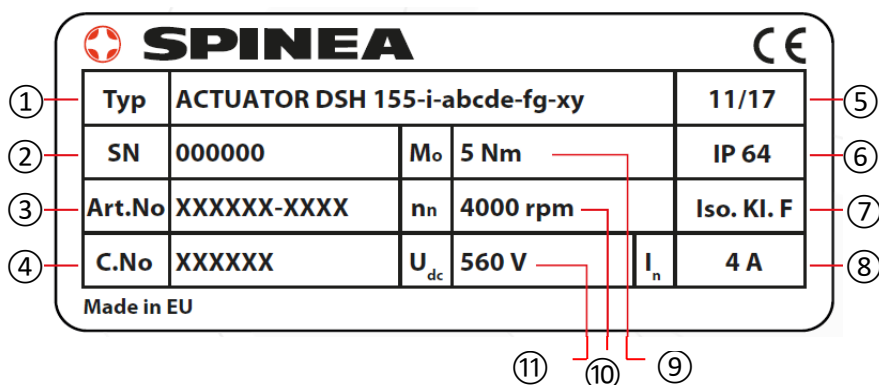 SPINEA CE
① Typ ACTUATOR DSH 155-i-abcde-fg-xy 11/17 ⑤
② SN 000000 Mo 5 Nm IP 64 ⑥
③ Art.No XXXXXX-XXXX nn 4000 rpm Iso. KI. F ⑦
④ C.No XXXXXX Udc 560 V In 4 A ⑧
Made in EU
⑪ ⑩ ⑨